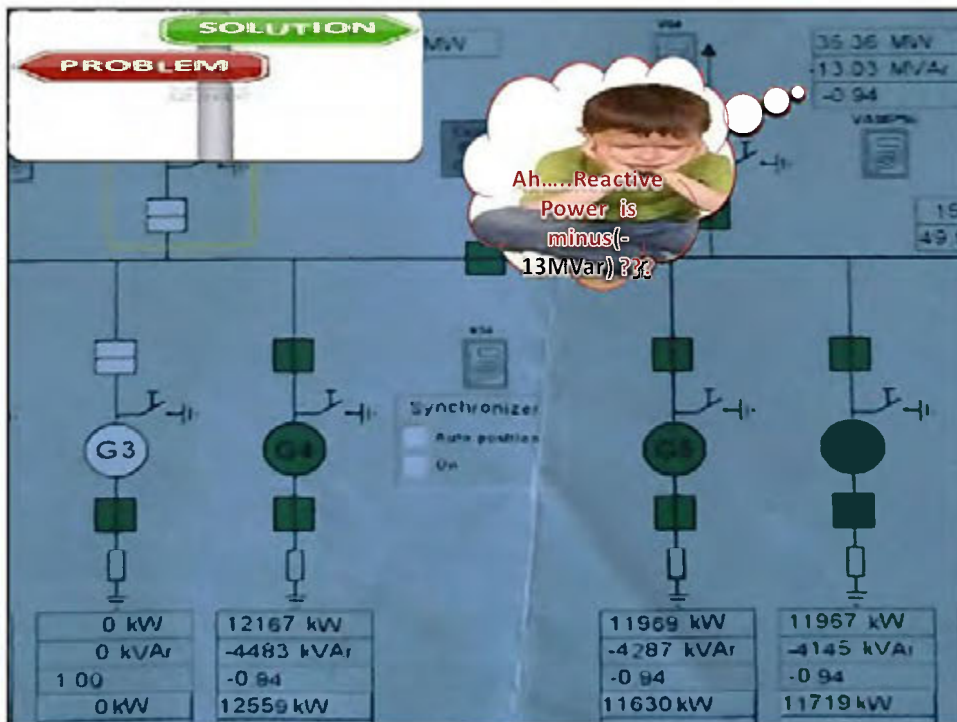 SOLUTION
PROBLEM
MW
35.36 MW
-13.03 MVAr
-0.94
Ah.....Reactive
Power is
minus(-
13MVar) ???
G3
G4
G5
Synchronizer
Auto position
On
0 kW
0 kVAr
1.00
0 kW
12167 kW
-4483 kVAr
-0.94
12559 kW
11969 kW
-4287 kVAr
-0.94
11630 kW
11967 kW
-4145 kVAr
-0.94
11719 kW